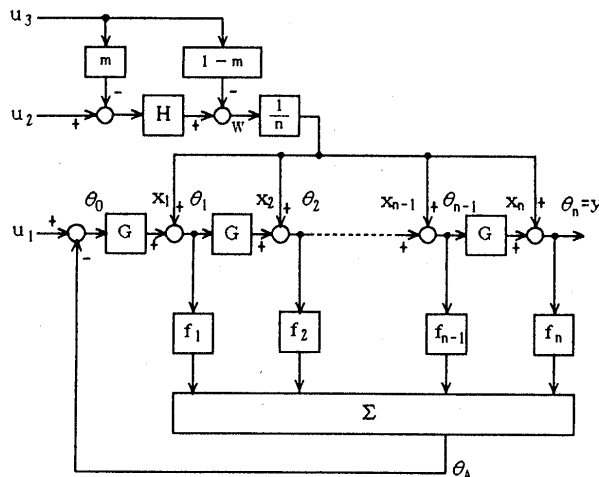 u₃
m
1 − m
−
−
u₂
+
H
+
W
1/n
θ₀
x₁
+
θ₁
x₂
+
θ₂
xₙ₋₁
+
θₙ₋₁
xₙ
+
θₙ=y
u₁
+
−
G
+
G
+
+
G
+
f₁
f₂
fₙ₋₁
fₙ
Σ
θ_A